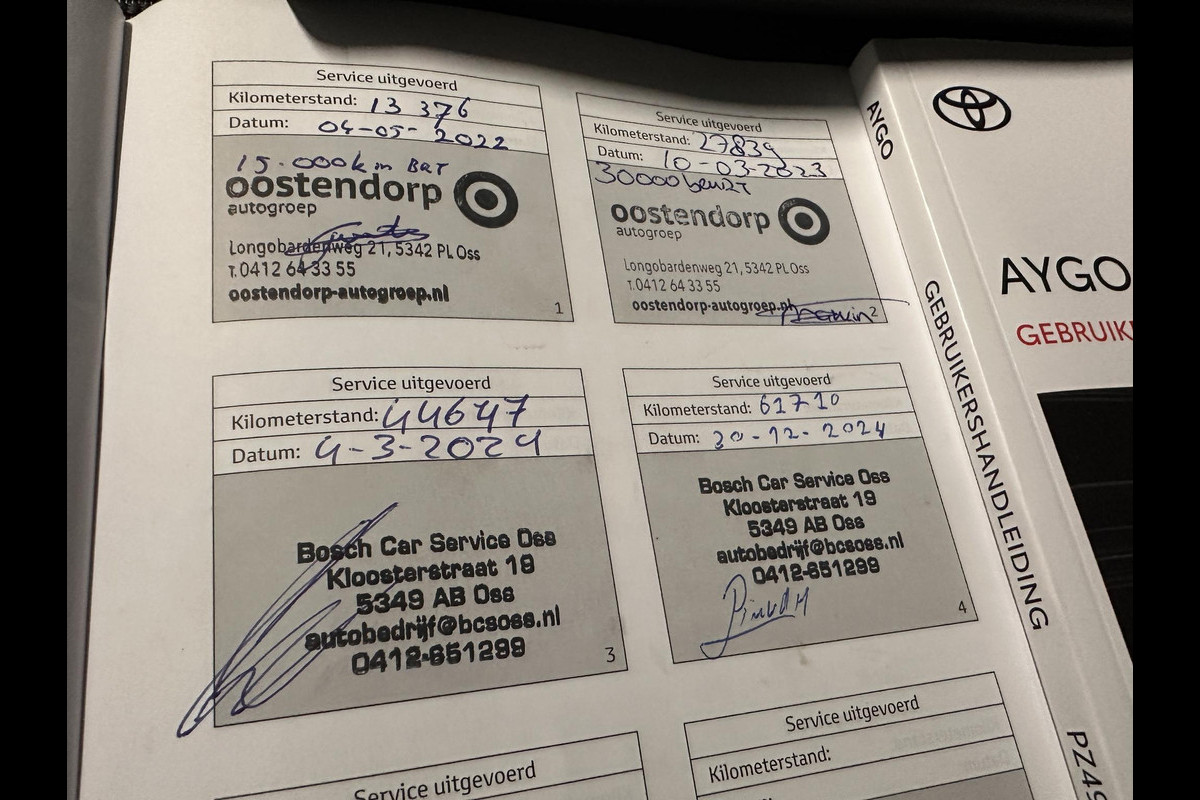 Service uitgevoerd
Kilometerstand: 13 376
Datum: 04-05-2022
15.000km
oostendorp
autogroep
Longobardenweg 21, 5342 PL Oss
T. 0412 64 33 55
oostendorp-autogroep.nl
1
Service uitgevoerd
Kilometerstand: 27839
Datum: 10-03-2023
30000 beurt
oostendorp
autogroep
Longobardenweg 21, 5342 PL Oss
T. 0412 64 33 55
oostendorp-autogroep.nl
2
Service uitgevoerd
Kilometerstand: 44647
Datum: 4-3-2024
Bosch Car Service Oss
Kloosterstraat 19
5349 AB Oss
autobedrijf@bcsoss.nl
0412-651299
3
Service uitgevoerd
Kilometerstand: 61710
Datum: 30-12-2024
Bosch Car Service Oss
Kloosterstraat 19
5349 AB Oss
autobedrijf@bcsoss.nl
0412-651299
4
Service uitgevoerd
Service uitgevoerd
Kilometerstand:
AYGO
GEBRUIKERSHANDLEIDING
PZ49
AYGO
GEBRUIK